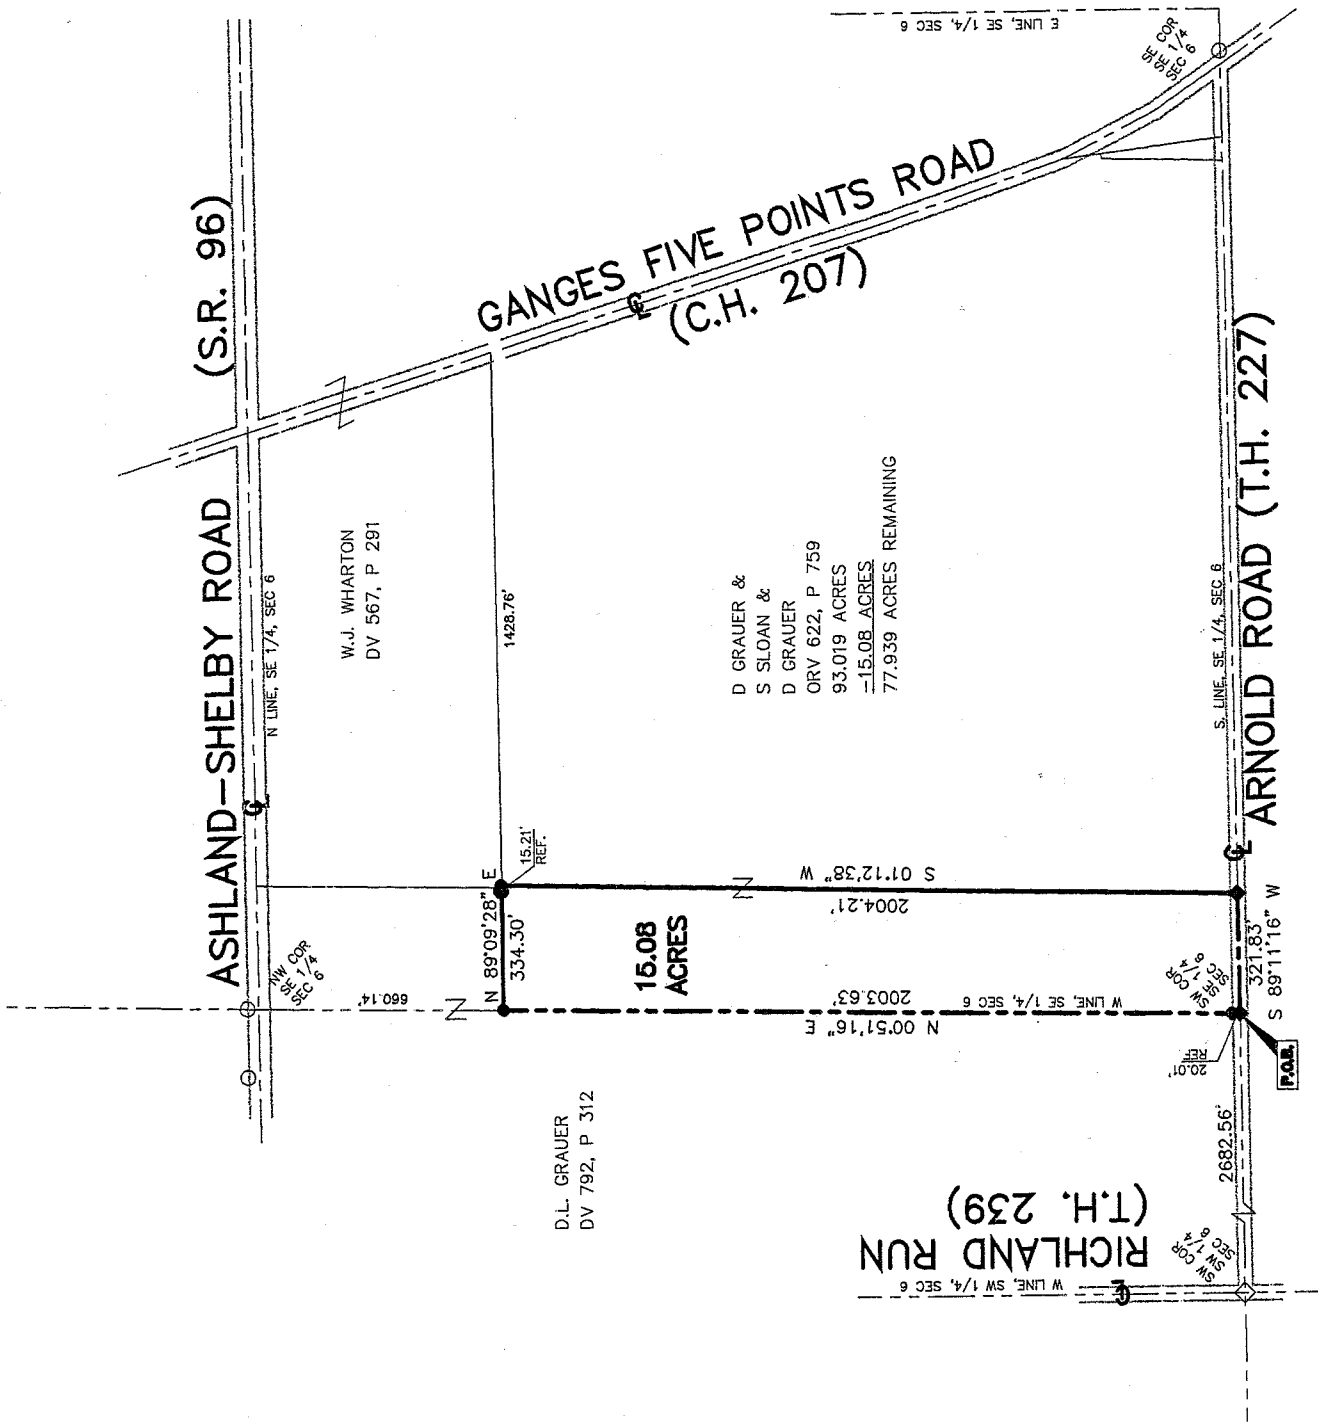 ASHLAND-SHELBY ROAD (S.R. 96)
N LINE, SE 1/4, SEC 6
NW COR
SE 1/4
SEC 6
W.J. WHARTON
DV 567, P 291
GANGES FIVE POINTS ROAD
(C.H. 207)
E LINE, SE 1/4, SEC 6
SE COR
SE 1/4
SEC 6
660.14'
N 89°09'28" E
334.30'
15.21'
REF.
1428.76'
15.08
ACRES
N 00°51'16" E
2003.63'
W LINE, SE 1/4, SEC 6
S 01°12'38" W
2004.21'
D GRAUER &
S SLOAN &
D GRAUER
ORV 622, P 759
93.019 ACRES
-15.08 ACRES
77.939 ACRES REMAINING
D.L. GRAUER
DV 792, P 312
S. LINE, SE 1/4, SEC 6
ARNOLD ROAD (T.H. 227)
SW COR
SE 1/4
SEC 6
321.83'
S 89°11'16" W
20.01'
REF
P.O.B.
2682.56'
RICHLAND RUN
(T.H. 239)
W LINE, SW 1/4, SEC 6
SW COR
SW 1/4
SEC 6